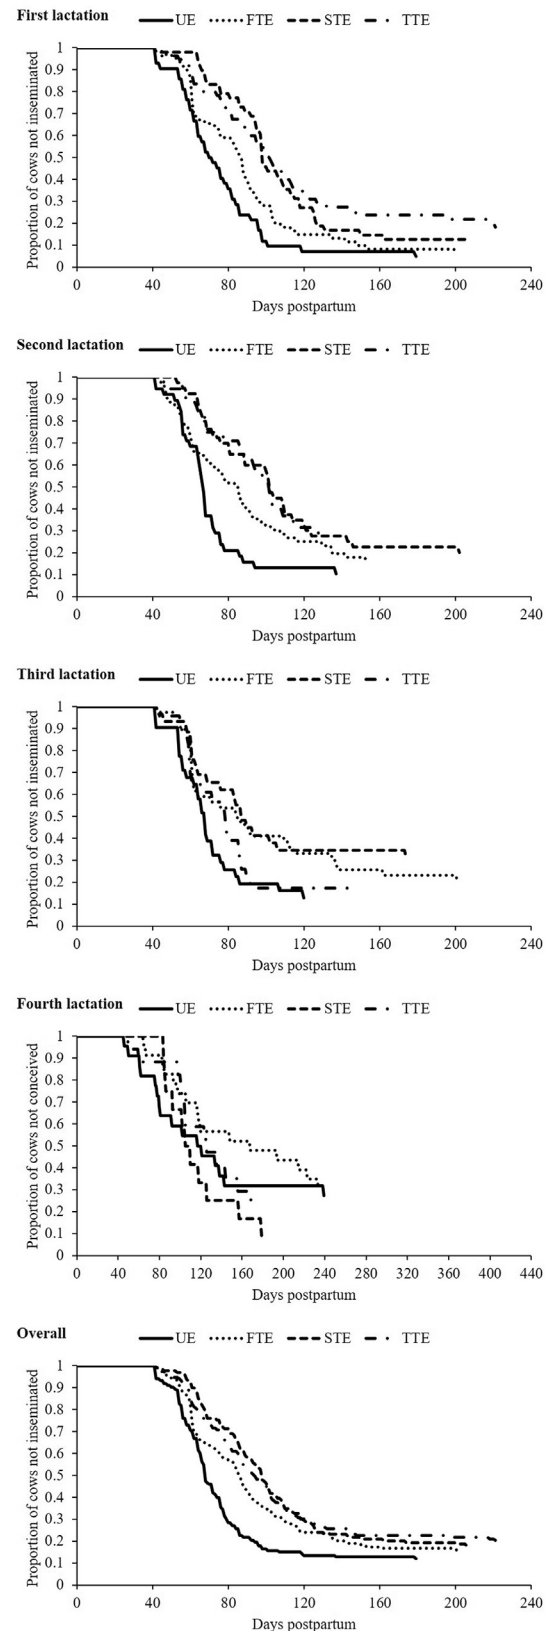 First lactation UE FTE STE TTE
Proportion of cows not inseminated
1
0.9
0.8
0.7
0.6
0.5
0.4
0.3
0.2
0.1
0
0 40 80 120 160 200 240
Days postpartum
Second lactation UE FTE STE TTE
Proportion of cows not inseminated
1
0.9
0.8
0.7
0.6
0.5
0.4
0.3
0.2
0.1
0
0 40 80 120 160 200 240
Days postpartum
Third lactation UE FTE STE TTE
Proportion of cows not inseminated
1
0.9
0.8
0.7
0.6
0.5
0.4
0.3
0.2
0.1
0
0 40 80 120 160 200 240
Days postpartum
Fourth lactation UE FTE STE TTE
Proportion of cows not conceived
1
0.9
0.8
0.7
0.6
0.5
0.4
0.3
0.2
0.1
0
0 40 80 120 160 200 240 280 320 360 400 440
Days postpartum
Overall UE FTE STE TTE
Proportion of cows not inseminated
1
0.9
0.8
0.7
0.6
0.5
0.4
0.3
0.2
0.1
0
0 40 80 120 160 200 240
Days postpartum